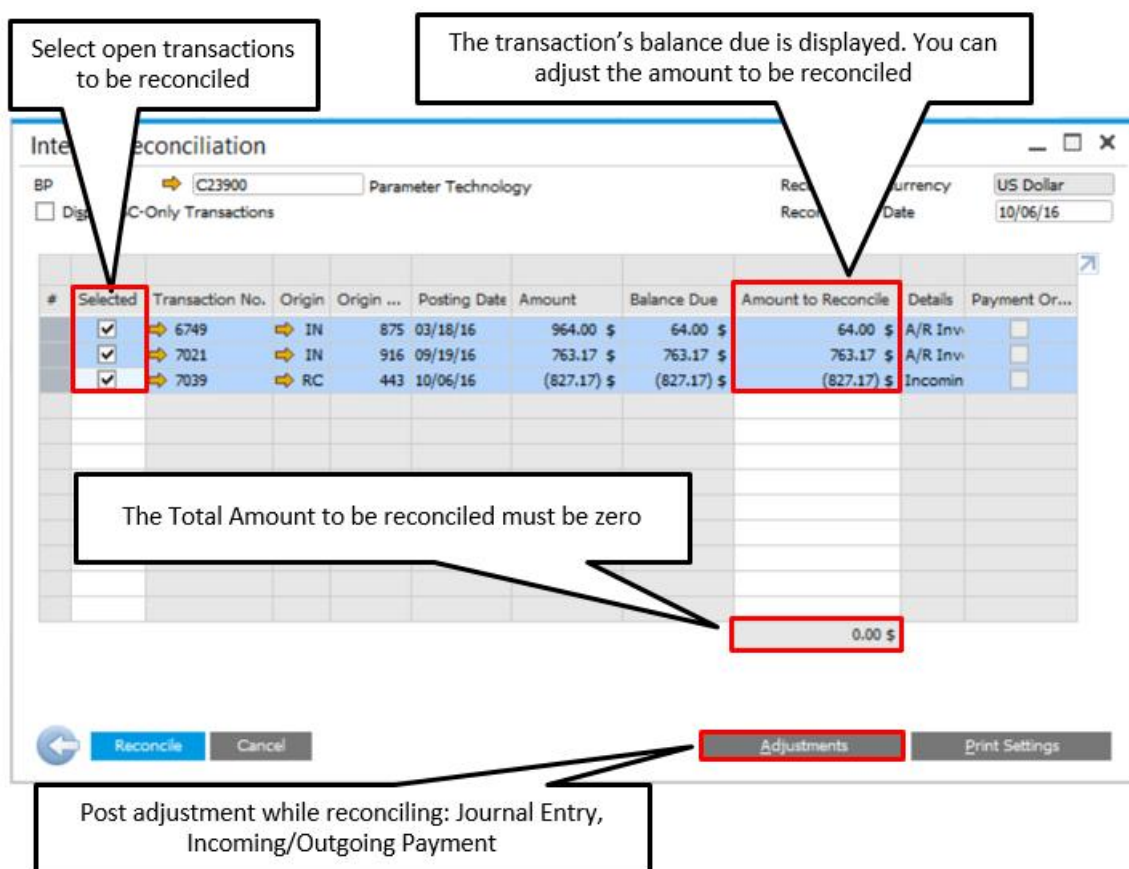 Select open transactions
to be reconciled
The transaction's balance due is displayed. You can
adjust the amount to be reconciled
Inte econciliation
BP C23900 Parameter Technology Rec urrency US Dollar
Disp C-Only Transactions Recon Date 10/06/16
# Selected Transaction No. Origin Origin ... Posting Date Amount Balance Due Amount to Reconcile Details Payment Or...
6749 IN 875 03/18/16 964.00 $ 64.00 $ 64.00 $ A/R Inv
7021 IN 916 09/19/16 763.17 $ 763.17 $ 763.17 $ A/R Inv
7039 RC 443 10/06/16 (827.17) $ (827.17) $ (827.17) $ Incomin
The Total Amount to be reconciled must be zero
0.00 $
Reconcile Cancel Adjustments Print Settings
Post adjustment while reconciling: Journal Entry,
Incoming/Outgoing Payment